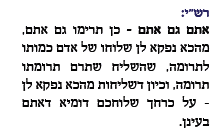 רש"י:
אתם גם אתם - כן תרימו גם אתם,
מהכא נפקא לן שלוחו של אדם כמותו
לתרומה, שהשליח שתרם תרומתו
תרומה, וכיון דשליחות מהכא נפקא לן
- על כרחך שלוחכם דומיא דאתם
בעינן.